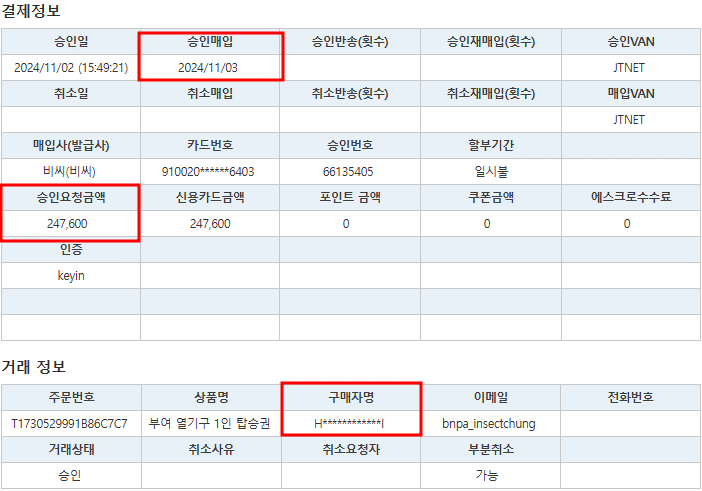 결제정보
승인일 승인매입 승인반송(횟수) 승인재매입(횟수) 승인VAN
2024/11/02 (15:49:21) 2024/11/03 JTNET
취소일 취소매입 취소반송(횟수) 취소재매입(횟수) 매입VAN
JTNET
매입사(발급사) 카드번호 승인번호 할부기간
비씨(비씨) 910020******6403 66135405 일시불
승인요청금액 신용카드금액 포인트 금액 쿠폰금액 에스크로수수료
247,600 247,600 0 0 0
인증
keyin
거래 정보
주문번호 상품명 구매자명 이메일 전화번호
T1730529991B86C7C7 부여 열기구 1인 탑승권 H************I bnpa_insectchung
거래상태 취소사유 취소요청자 부분취소
승인 가능